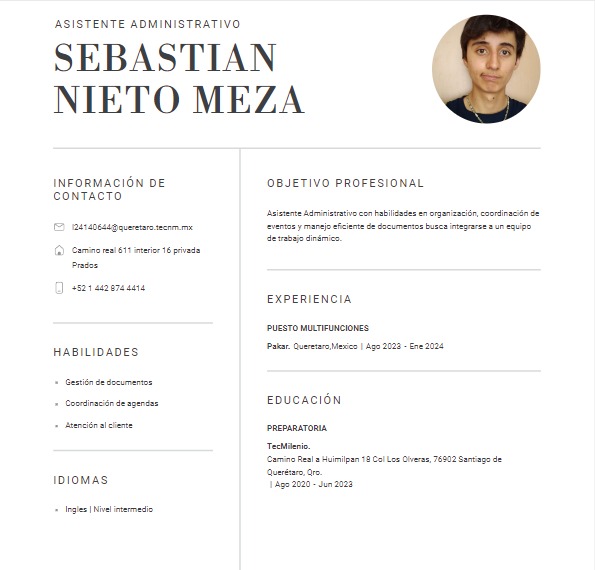 ASISTENTE ADMINISTRATIVO
SEBASTIAN
NIETO MEZA
INFORMACIÓN DE
CONTACTO
l24140644@queretaro.tecnm.mx
Camino real 611 interior 16 privada
Prados
+52 1 442 874 4414
HABILIDADES
Gestión de documentos
Coordinación de agendas
Atención al cliente
IDIOMAS
Ingles | Nivel intermedio
OBJETIVO PROFESIONAL
Asistente Administrativo con habilidades en organización, coordinación de
eventos y manejo eficiente de documentos busca integrarse a un equipo
de trabajo dinámico.
EXPERIENCIA
PUESTO MULTIFUNCIONES
Pakar. Queretaro,Mexico | Ago 2023 - Ene 2024
EDUCACIÓN
PREPARATORIA
TecMilenio.
Camino Real a Huimilpan 18 Col Los Olveras, 76902 Santiago de
Querétaro, Qro.
| Ago 2020 - Jun 2023